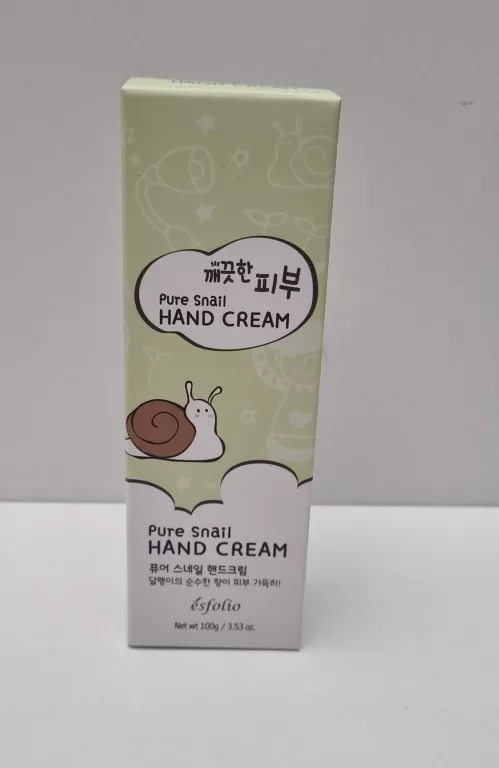 깨끗한 피부
Pure Snail
HAND CREAM
Pure Snail
HAND CREAM
퓨어 스네일 핸드크림
달팽이의 순수한 향이 피부 가득히!
ésfolio
Net wt 100g / 3.53 oz.